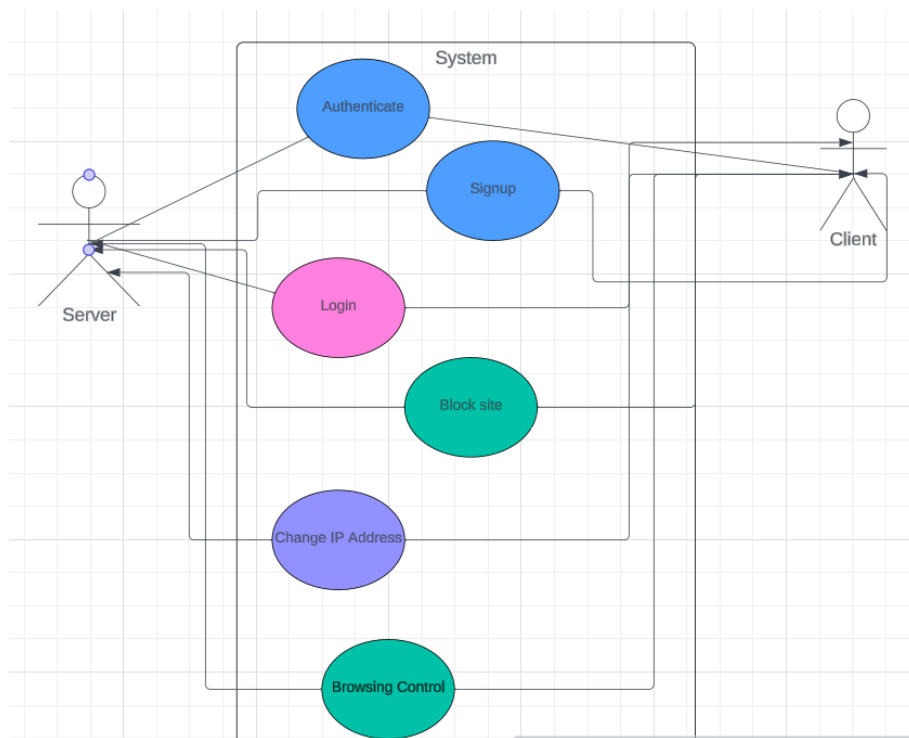 System
Authenticate
Signup
Client
Server
Login
Block site
Change IP Address
Browsing Control